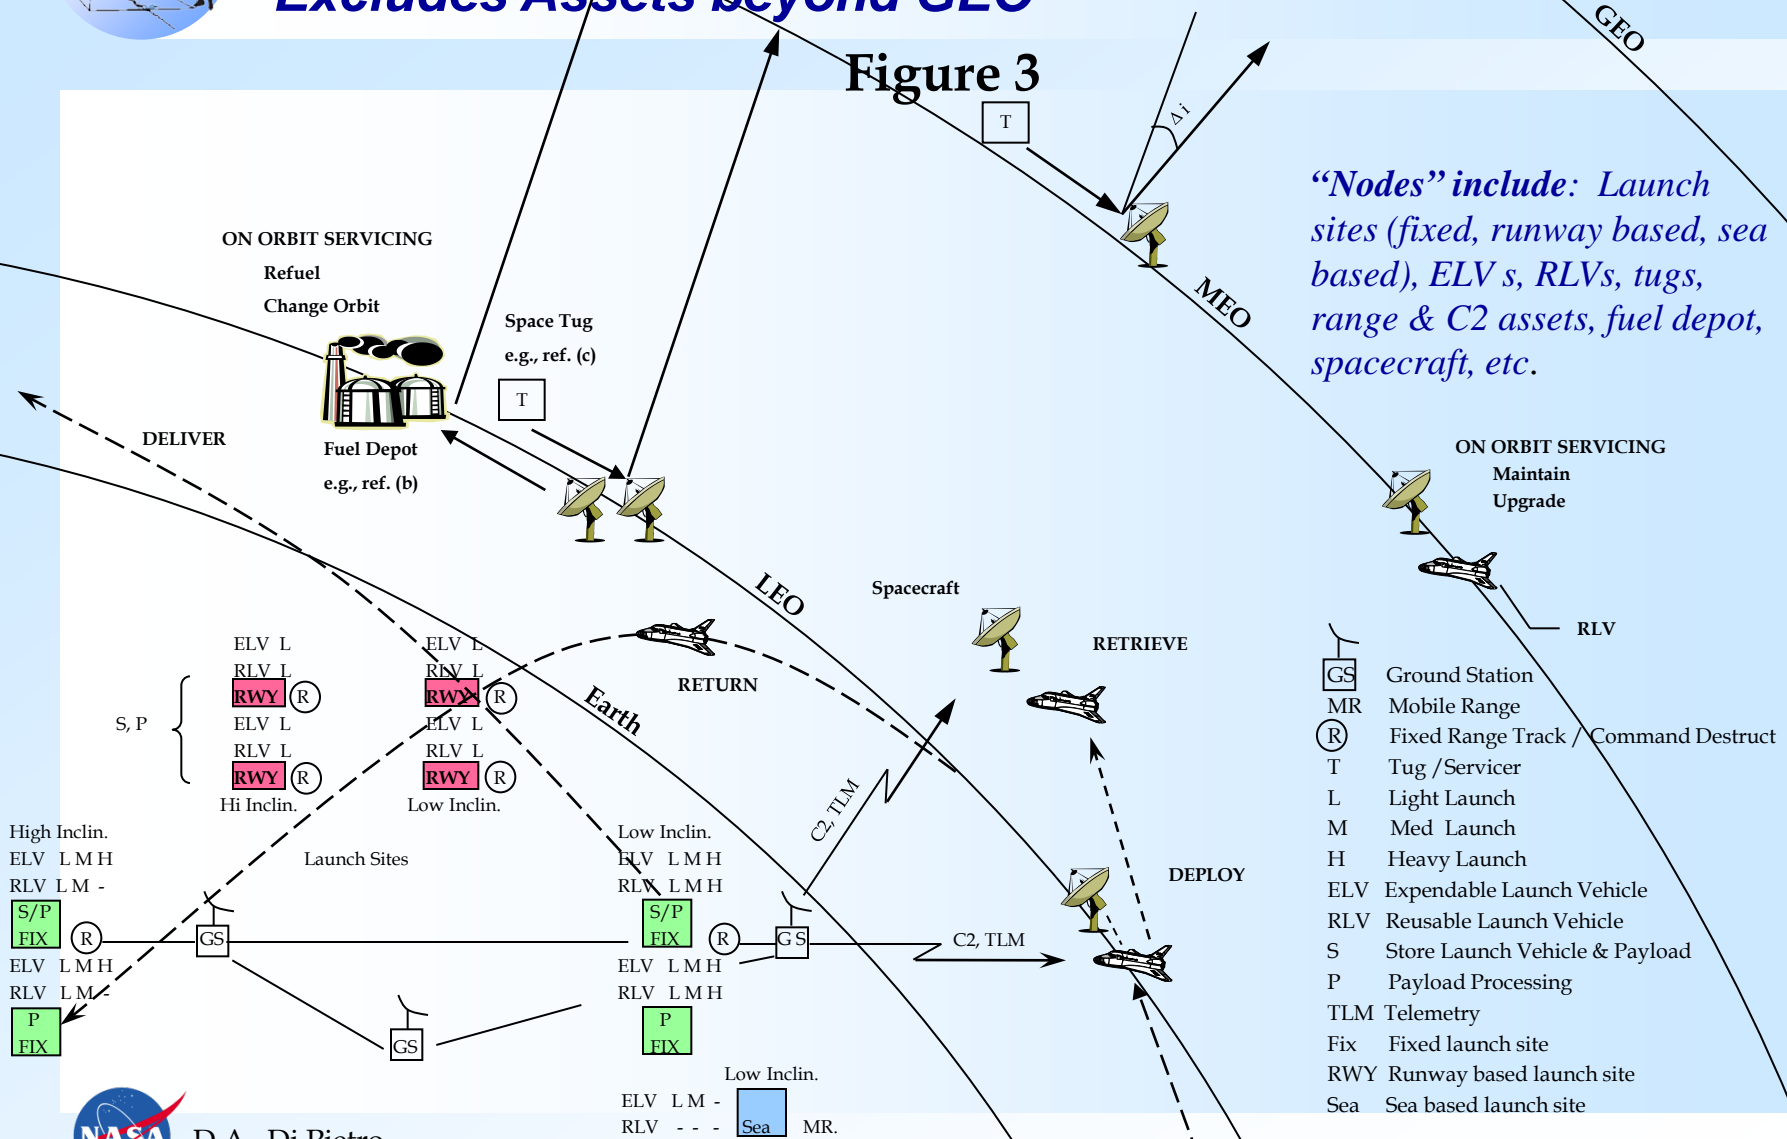 Excludes Assets beyond GEO
Figure 3
GEO
T
Δ i
MEO
“Nodes” include:  Launch
sites (fixed, runway based, sea
based), ELV s, RLVs, tugs,
range & C2 assets, fuel depot,
spacecraft, etc.
ON ORBIT SERVICING
Refuel
Change Orbit
Space Tug
e.g., ref. (c)
T
DELIVER
Fuel Depot
e.g., ref. (b)
ON ORBIT SERVICING
Maintain
Upgrade
RLV
LEO
Spacecraft
RETRIEVE
RETURN
Earth
ELV L
RLV L
RWY R
ELV L
RLV L
RWY R
Hi Inclin.
S, P
ELV L
RLV L
RWY R
ELV L
RLV L
RWY R
Low Inclin.
C2, TLM
DEPLOY
High Inclin.
ELV L M H
RLV L M -
S/P
FIX
R
GS
ELV L M H
RLV L M -
P
FIX
Launch Sites
GS
Low Inclin.
ELV L M H
RLV L M H
S/P
FIX
R
G S
C2, TLM
ELV L M H
RLV L M H
P
FIX
Low Inclin.
ELV L M -
RLV - - -
Sea
MR.
GS Ground Station
MR Mobile Range
R Fixed Range Track / Command Destruct
T Tug /Servicer
L Light Launch
M Med Launch
H Heavy Launch
ELV Expendable Launch Vehicle
RLV Reusable Launch Vehicle
S Store Launch Vehicle & Payload
P Payload Processing
TLM Telemetry
Fix Fixed launch site
RWY Runway based launch site
Sea Sea based launch site
NASA
D.A. Di Pietro